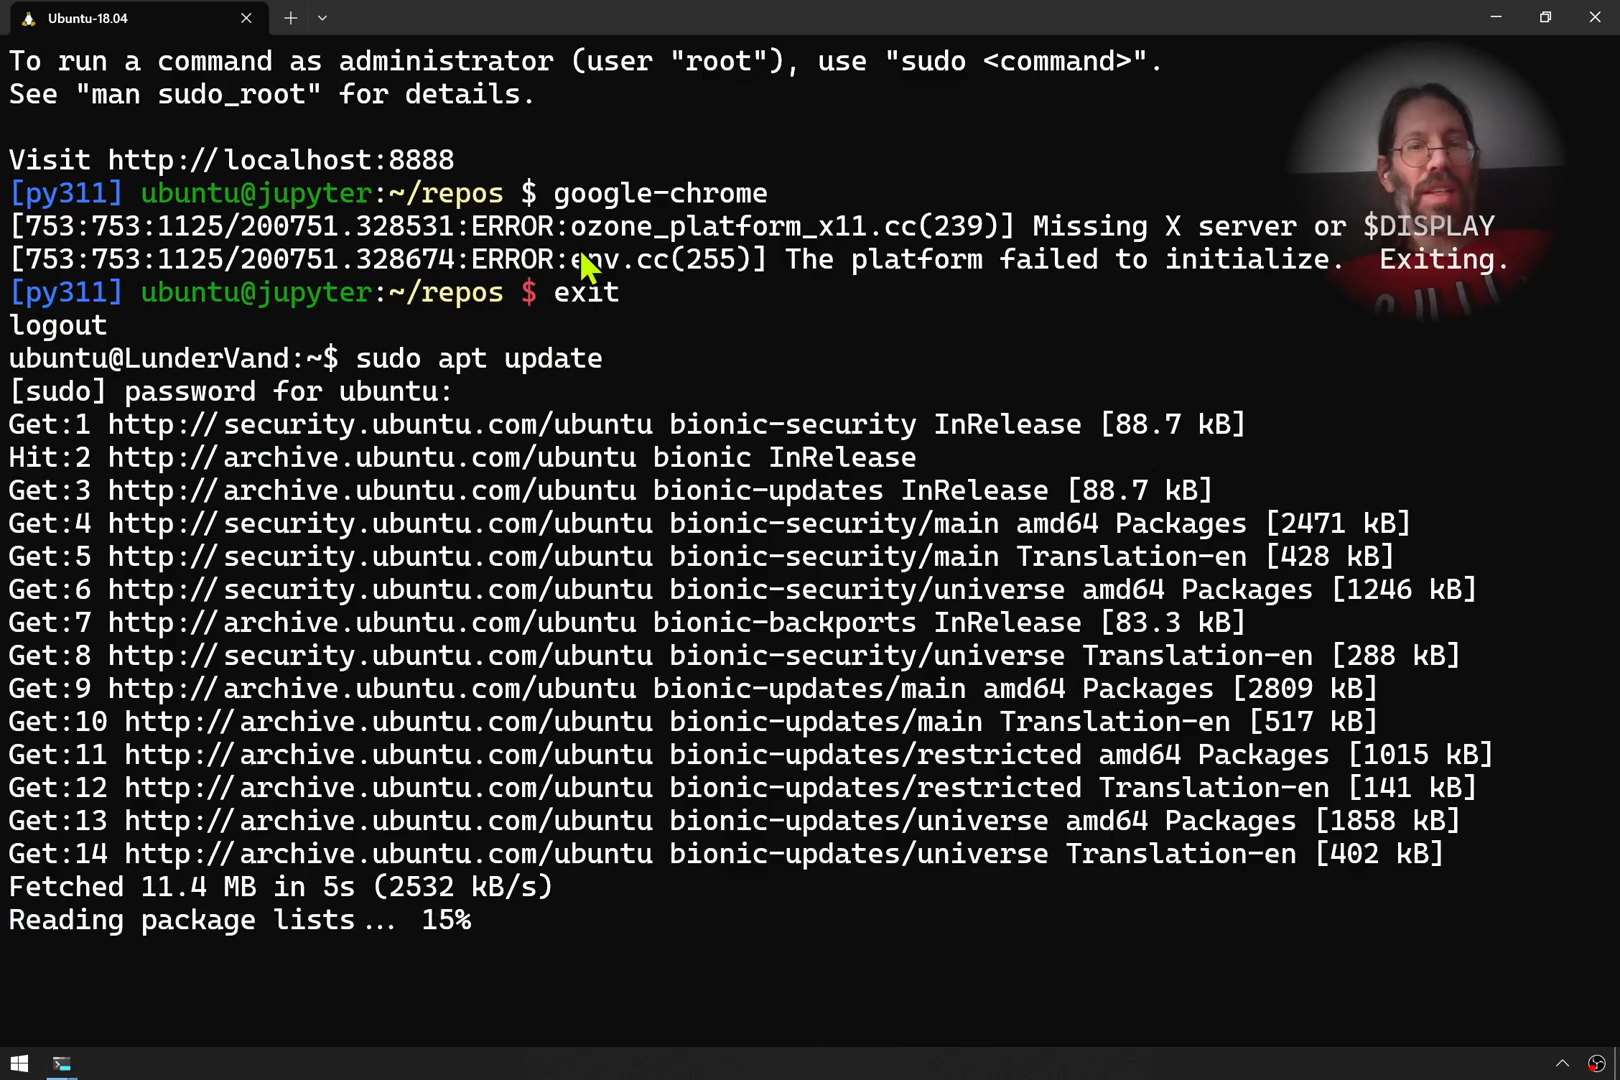 Ubuntu-18.04
To run a command as administrator (user "root"), use "sudo <command>".
See "man sudo_root" for details.
Visit http://localhost:8888
[py311] ubuntu@jupyter:~/repos $ google-chrome
[753:753:1125/200751.328531:ERROR:ozone_platform_x11.cc(239)] Missing X server or $DISPLAY
[753:753:1125/200751.328674:ERROR:env.cc(255)] The platform failed to initialize.  Exiting.
[py311] ubuntu@jupyter:~/repos $ exit
logout
ubuntu@LunderVand:~$ sudo apt update
[sudo] password for ubuntu:
Get:1 http://security.ubuntu.com/ubuntu bionic-security InRelease [88.7 kB]
Hit:2 http://archive.ubuntu.com/ubuntu bionic InRelease
Get:3 http://archive.ubuntu.com/ubuntu bionic-updates InRelease [88.7 kB]
Get:4 http://security.ubuntu.com/ubuntu bionic-security/main amd64 Packages [2471 kB]
Get:5 http://security.ubuntu.com/ubuntu bionic-security/main Translation-en [428 kB]
Get:6 http://security.ubuntu.com/ubuntu bionic-security/universe amd64 Packages [1246 kB]
Get:7 http://archive.ubuntu.com/ubuntu bionic-backports InRelease [83.3 kB]
Get:8 http://security.ubuntu.com/ubuntu bionic-security/universe Translation-en [288 kB]
Get:9 http://archive.ubuntu.com/ubuntu bionic-updates/main amd64 Packages [2809 kB]
Get:10 http://archive.ubuntu.com/ubuntu bionic-updates/main Translation-en [517 kB]
Get:11 http://archive.ubuntu.com/ubuntu bionic-updates/restricted amd64 Packages [1015 kB]
Get:12 http://archive.ubuntu.com/ubuntu bionic-updates/restricted Translation-en [141 kB]
Get:13 http://archive.ubuntu.com/ubuntu bionic-updates/universe amd64 Packages [1858 kB]
Get:14 http://archive.ubuntu.com/ubuntu bionic-updates/universe Translation-en [402 kB]
Fetched 11.4 MB in 5s (2532 kB/s)
Reading package lists... 15%